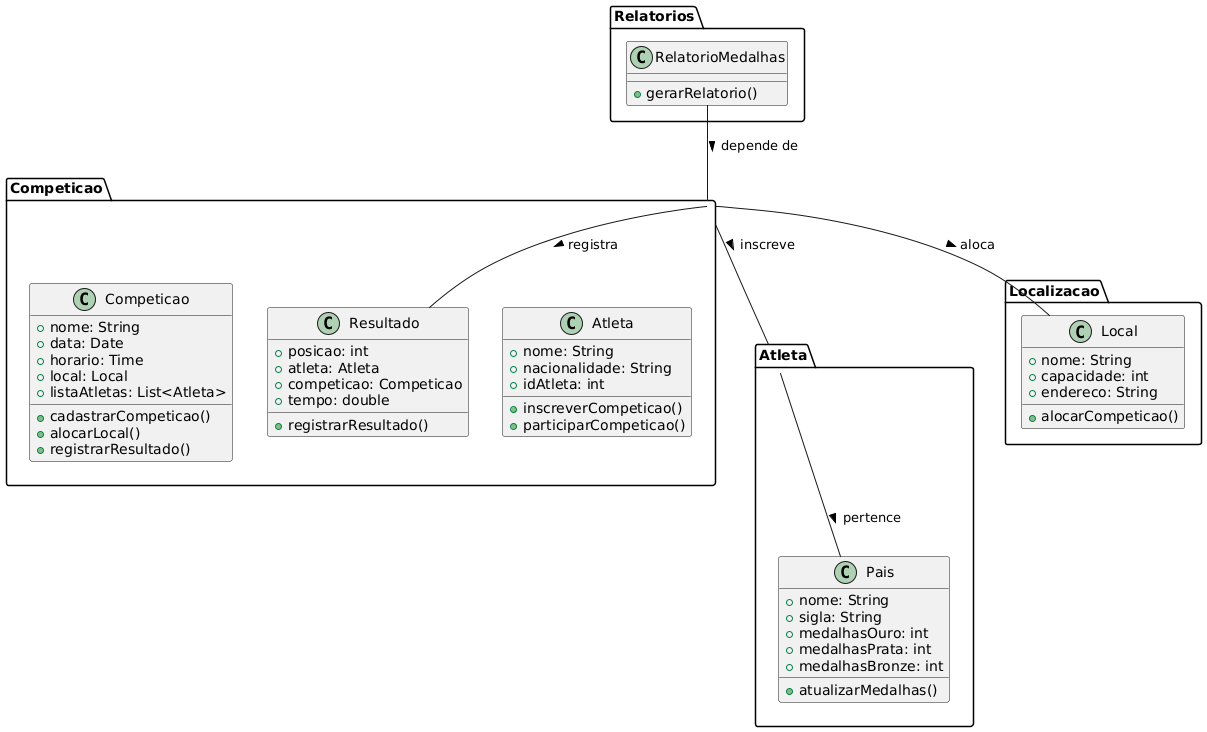 Relatorios
C RelatorioMedalhas
gerarRelatorio()
depende de
Competicao
registra
inscreve
aloca
C Competicao
nome: String
data: Date
horario: Time
local: Local
listaAtletas: List<Atleta>
cadastrarCompeticao()
alocarLocal()
registrarResultado()
C Resultado
posicao: int
atleta: Atleta
competicao: Competicao
tempo: double
registrarResultado()
C Atleta
nome: String
nacionalidade: String
idAtleta: int
inscreverCompeticao()
participarCompeticao()
Localizacao
C Local
nome: String
capacidade: int
endereco: String
alocarCompeticao()
Atleta
pertence
C Pais
nome: String
sigla: String
medalhasOuro: int
medalhasPrata: int
medalhasBronze: int
atualizarMedalhas()